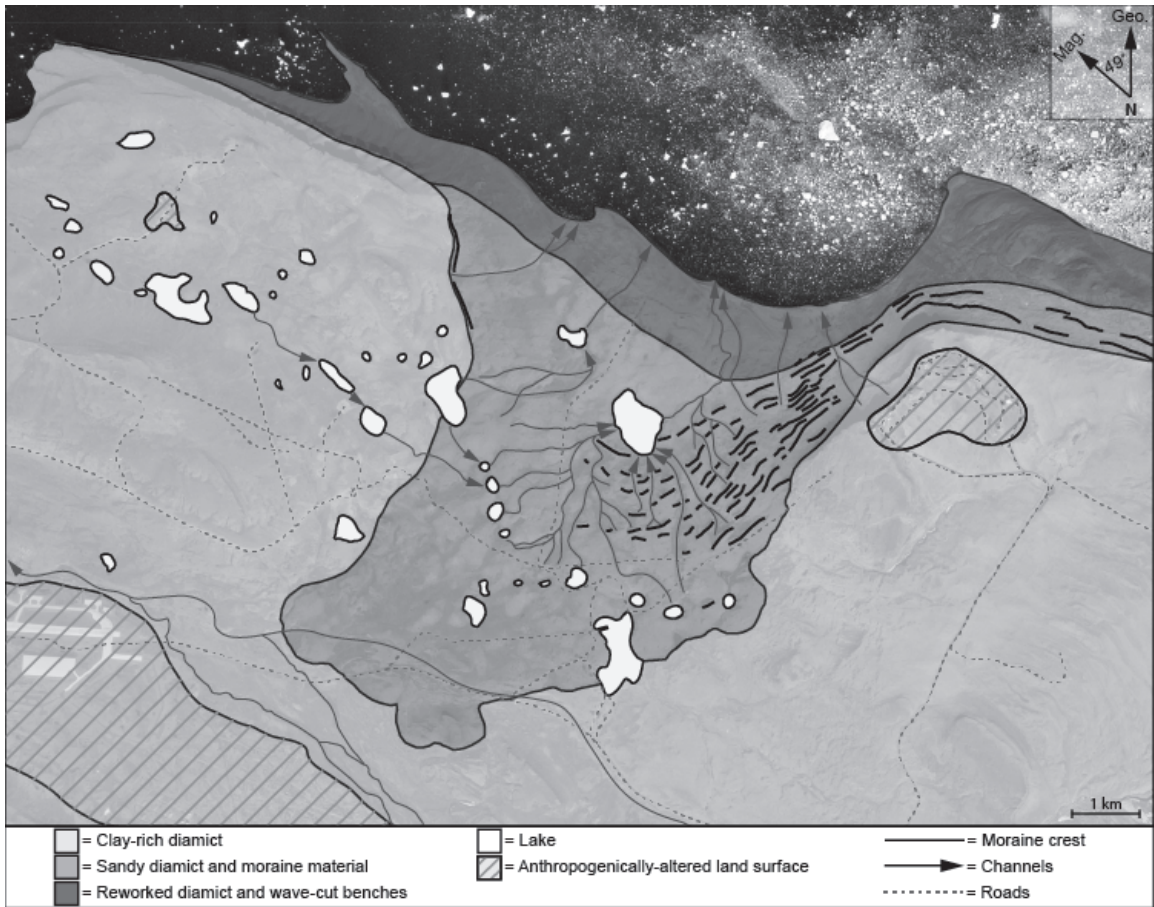 Geo.
Mag.
49°
N
1 km
= Clay-rich diamict
= Lake
= Moraine crest
= Sandy diamict and moraine material
= Anthropogenically-altered land surface
= Channels
= Reworked diamict and wave-cut benches
= Roads